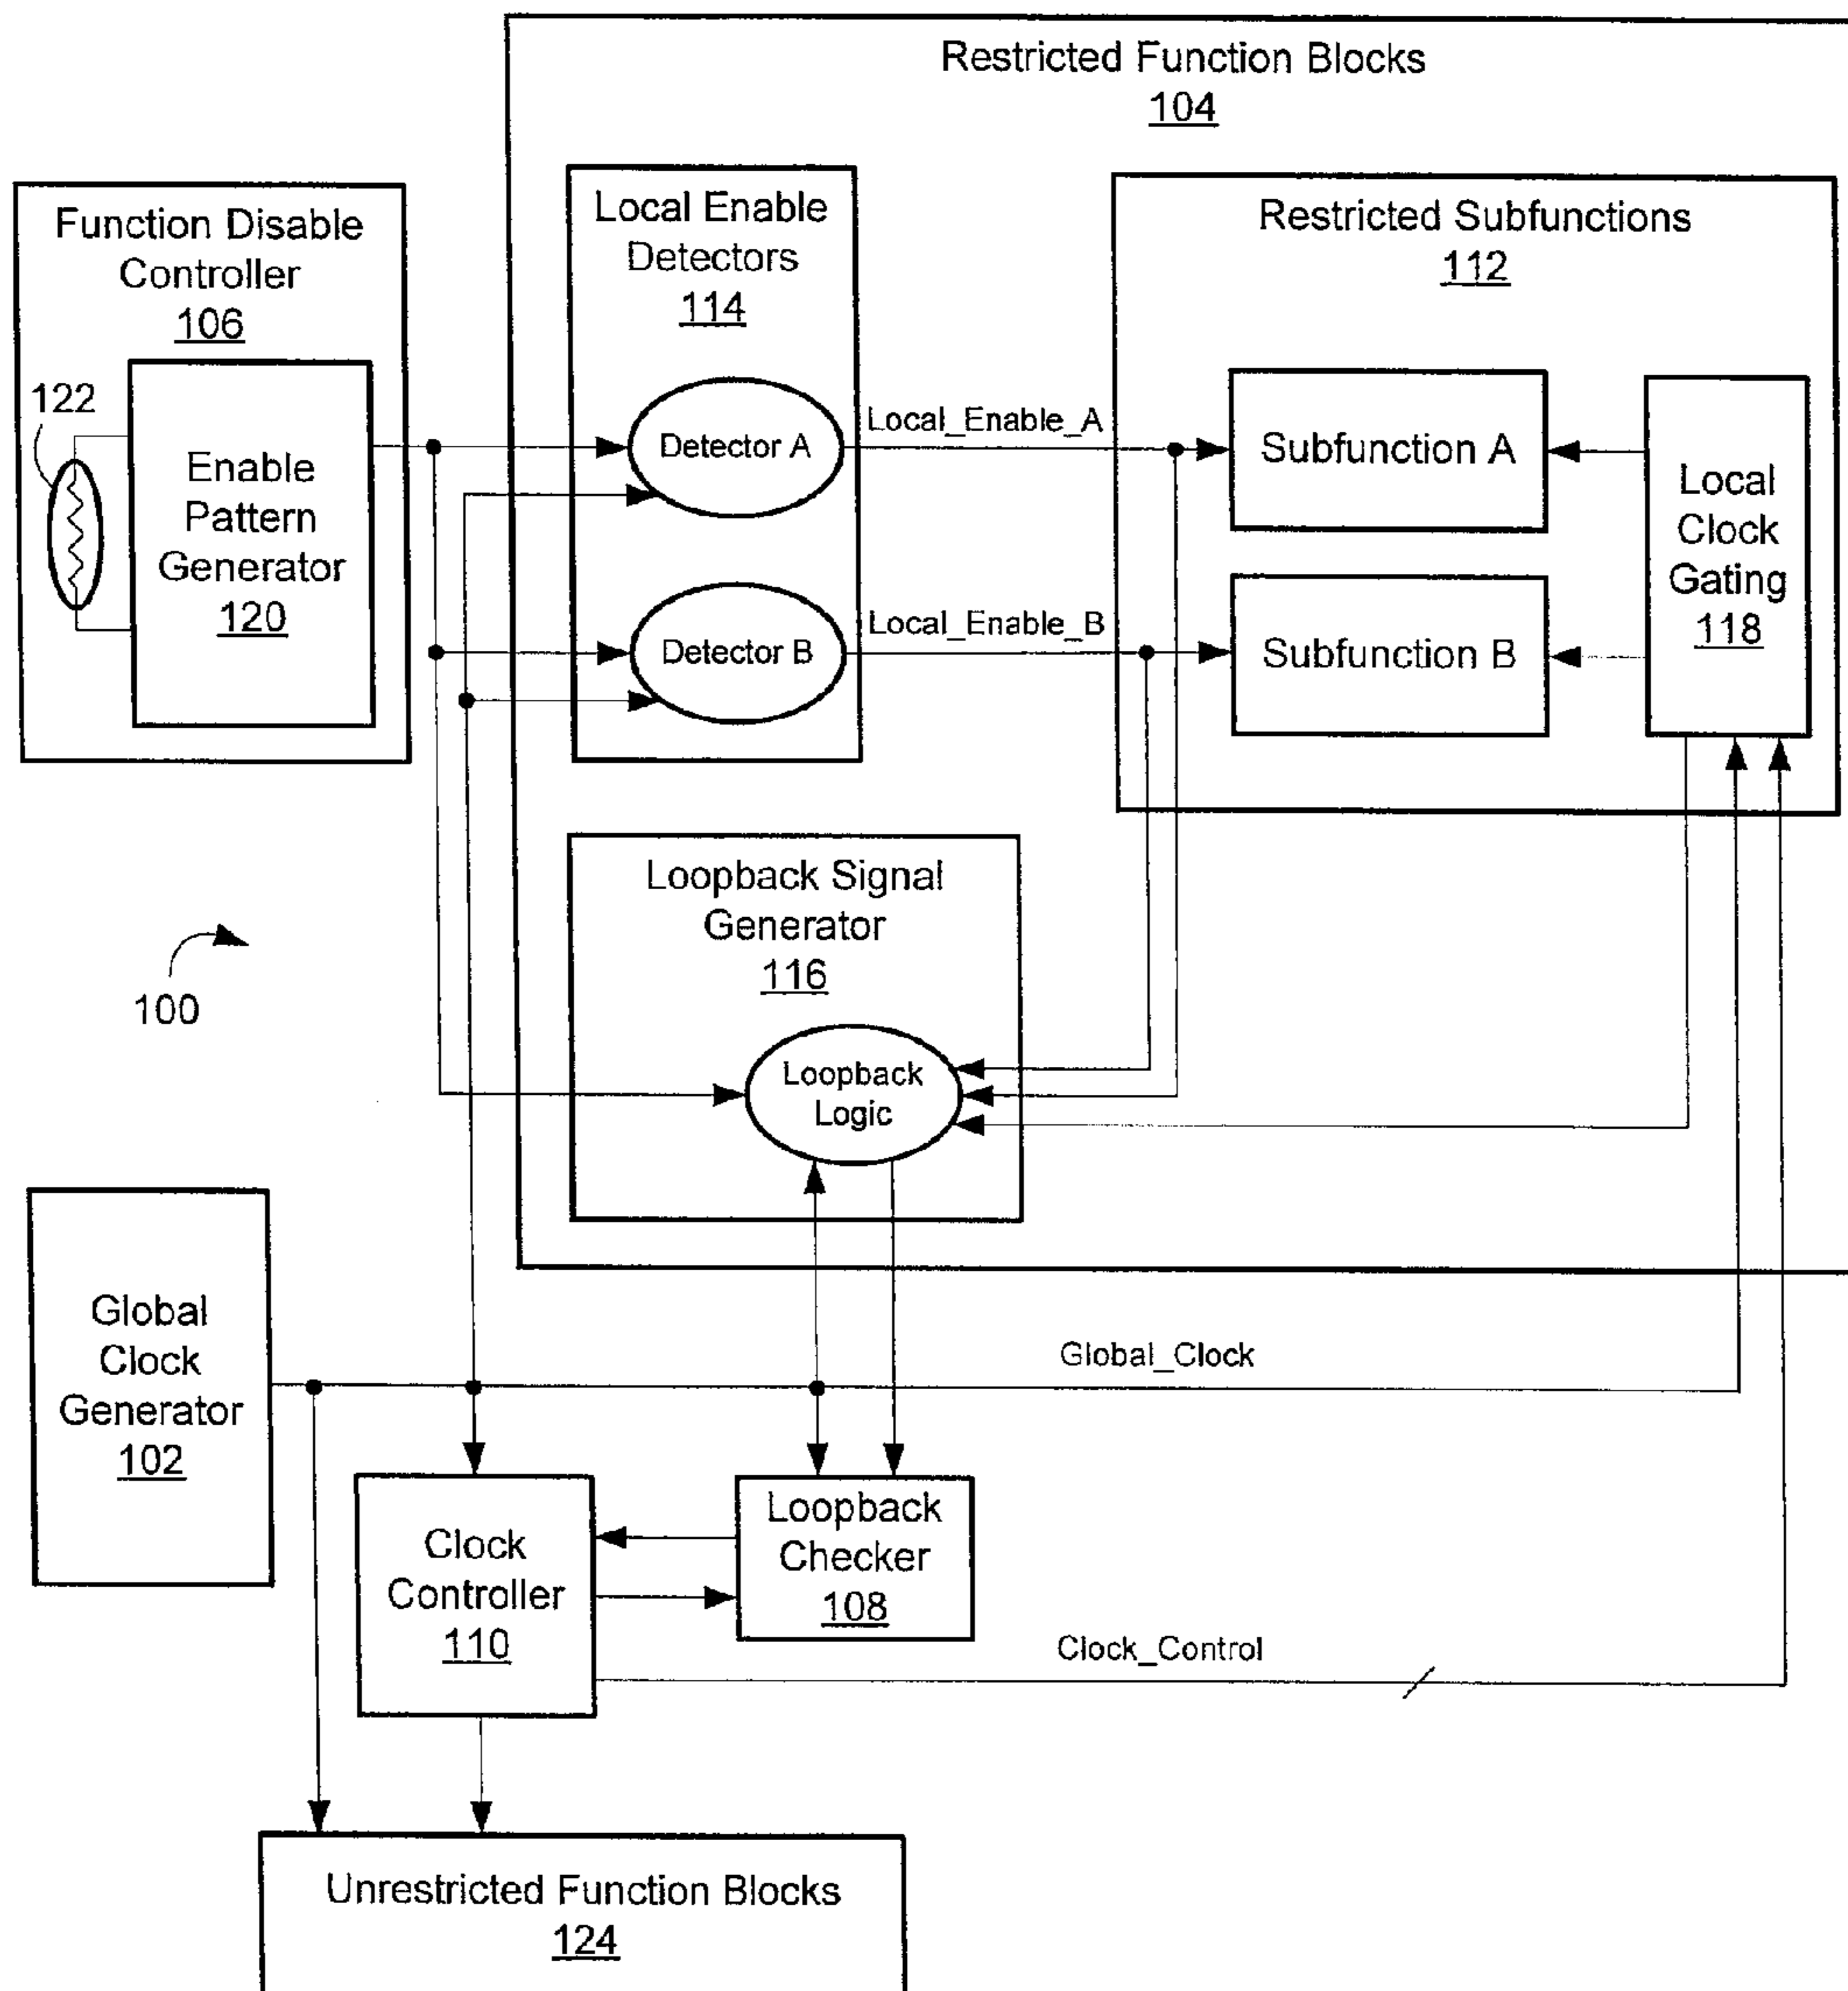 Restricted Function Blocks
104
Function Disable
Controller
106
122
Enable
Pattern
Generator
120
Local Enable
Detectors
114
Detector A
Detector B
Local_Enable_A
Local_Enable_B
Restricted Subfunctions
112
Subfunction A
Subfunction B
Local
Clock
Gating
118
Loopback Signal
Generator
116
Loopback
Logic
100
Global
Clock
Generator
102
Global_Clock
Clock
Controller
110
Loopback
Checker
108
Clock_Control
Unrestricted Function Blocks
124